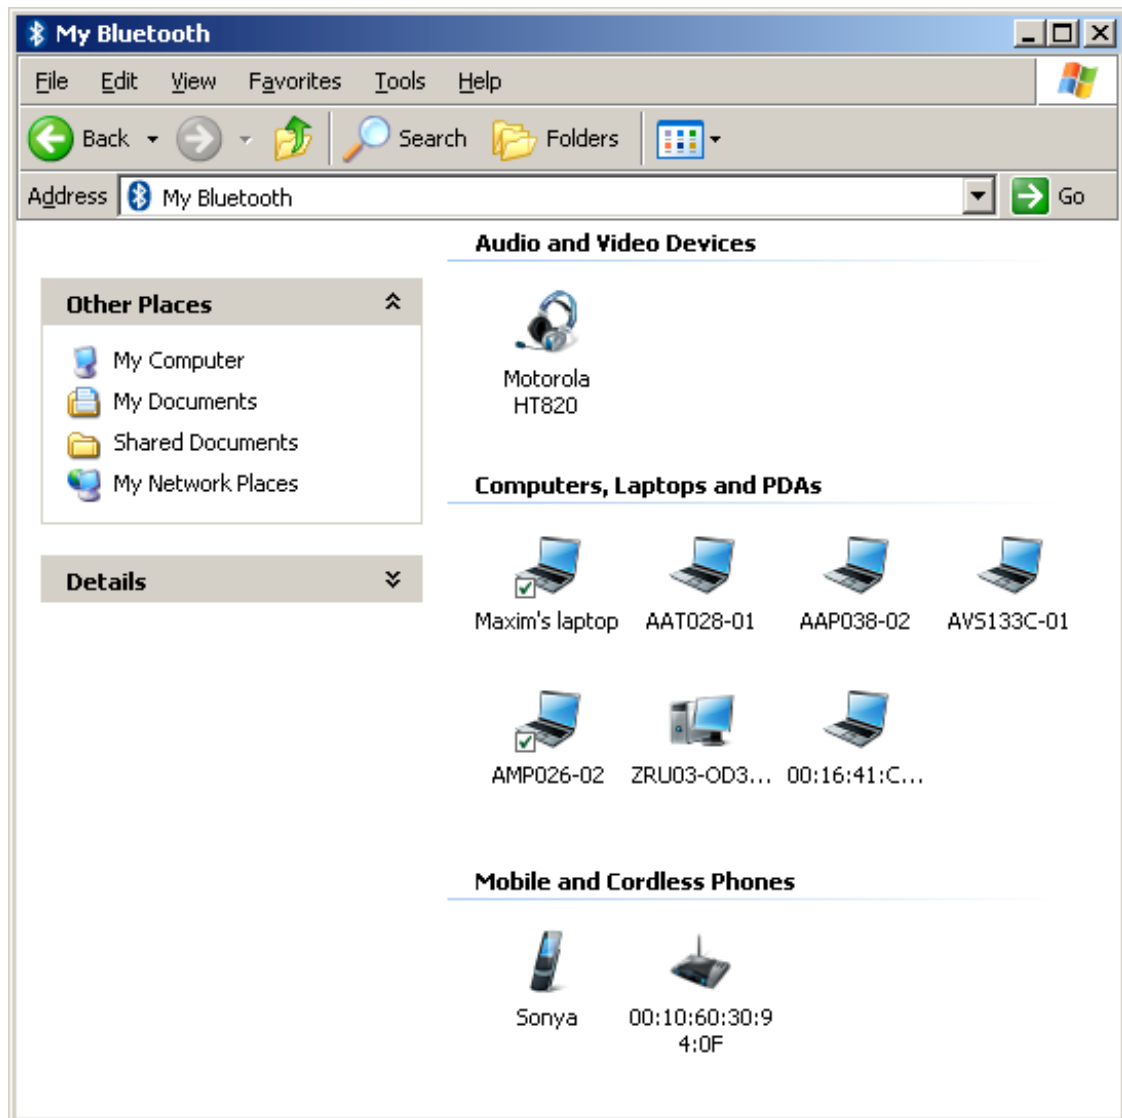 My Bluetooth
File Edit View Favorites Tools Help
Back Search Folders
Address My Bluetooth Go
Other Places
My Computer
My Documents
Shared Documents
My Network Places
Details
Audio and Video Devices
Motorola
HT820
Computers, Laptops and PDAs
Maxim's laptop AAT028-01 AAP038-02 AVS133C-01
AMP026-02 ZRU03-OD3... 00:16:41:C...
Mobile and Cordless Phones
Sonya 00:10:60:30:9
4:0F